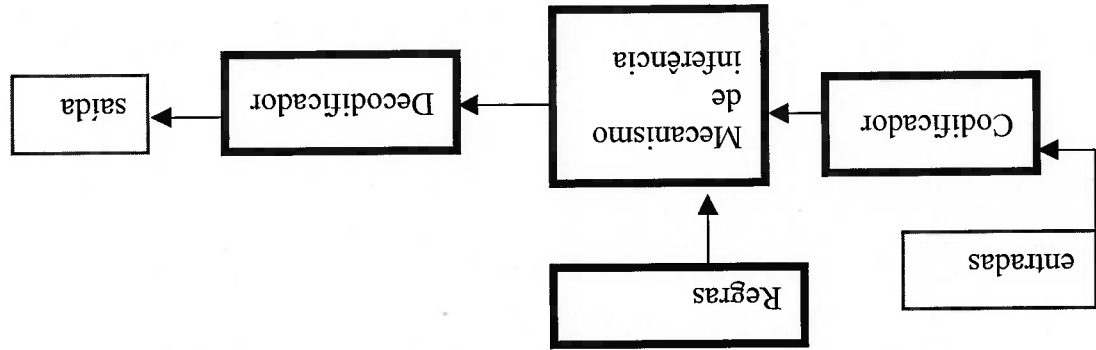 entradas
Regras
Codificador
Mecanismo
de
inferência
Decodificador
saída